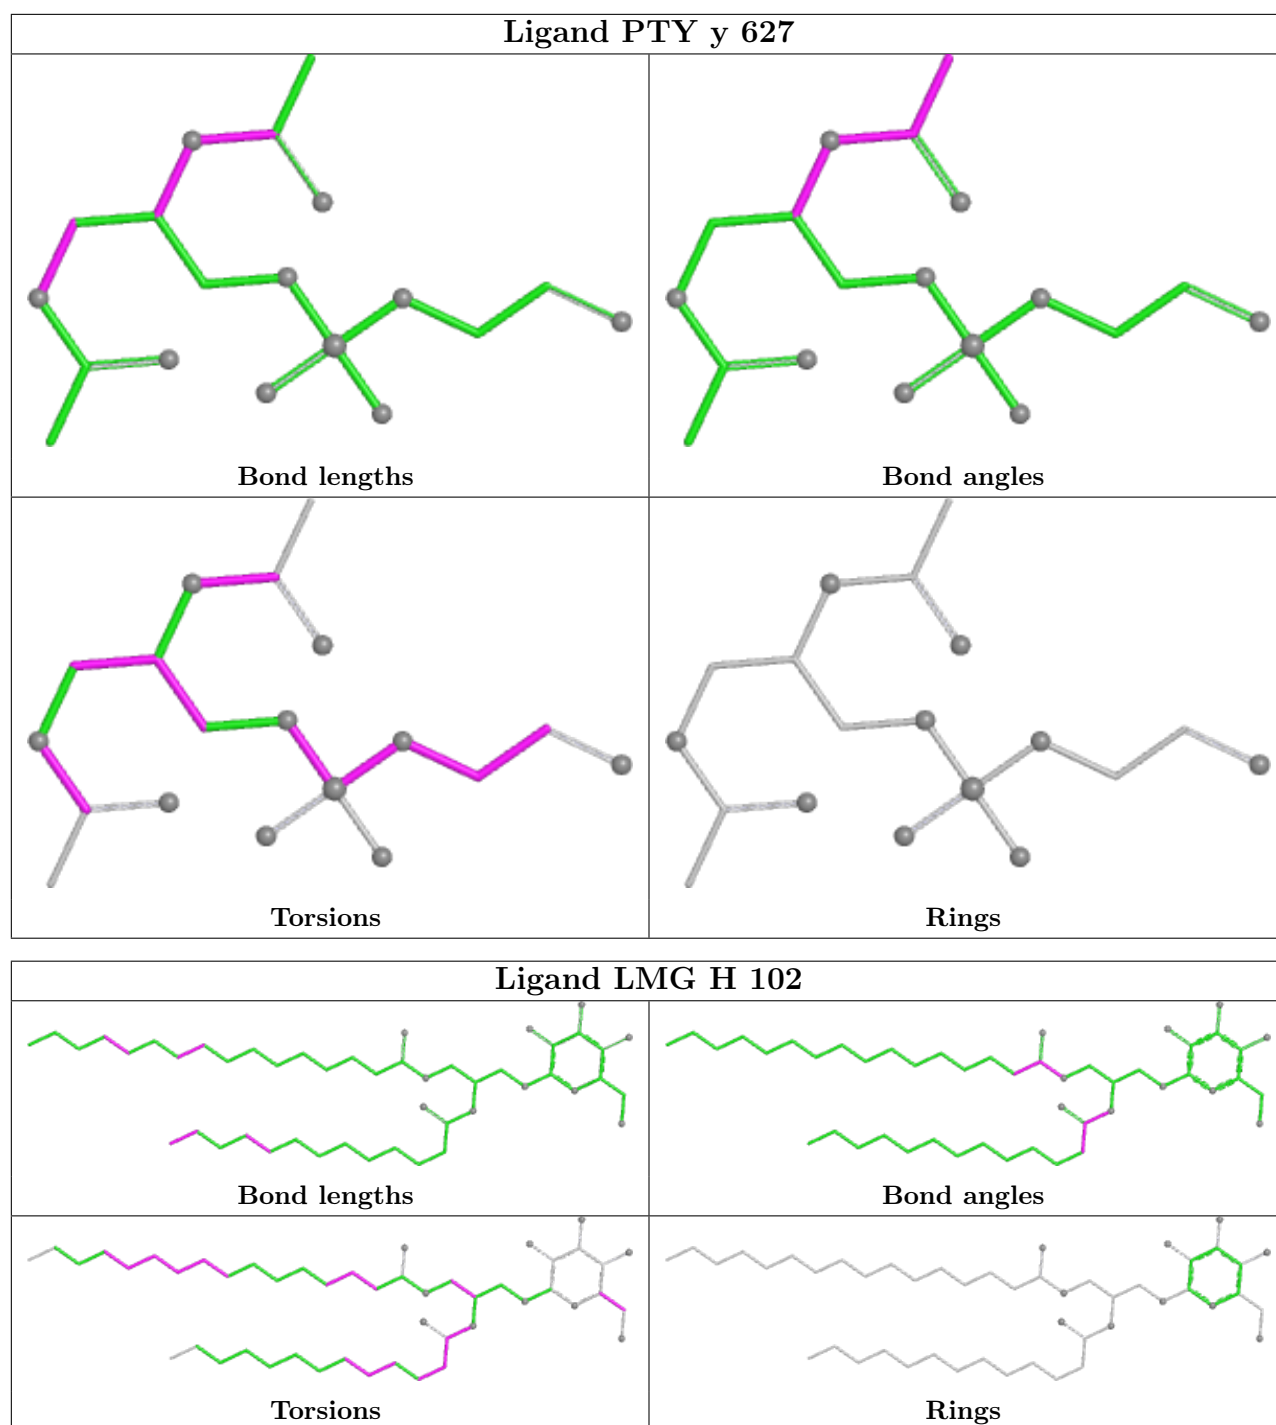 Ligand PTY y 627
Bond lengths
Bond angles
Torsions
Rings
Ligand LMG H 102
Bond lengths
Bond angles
Torsions
Rings